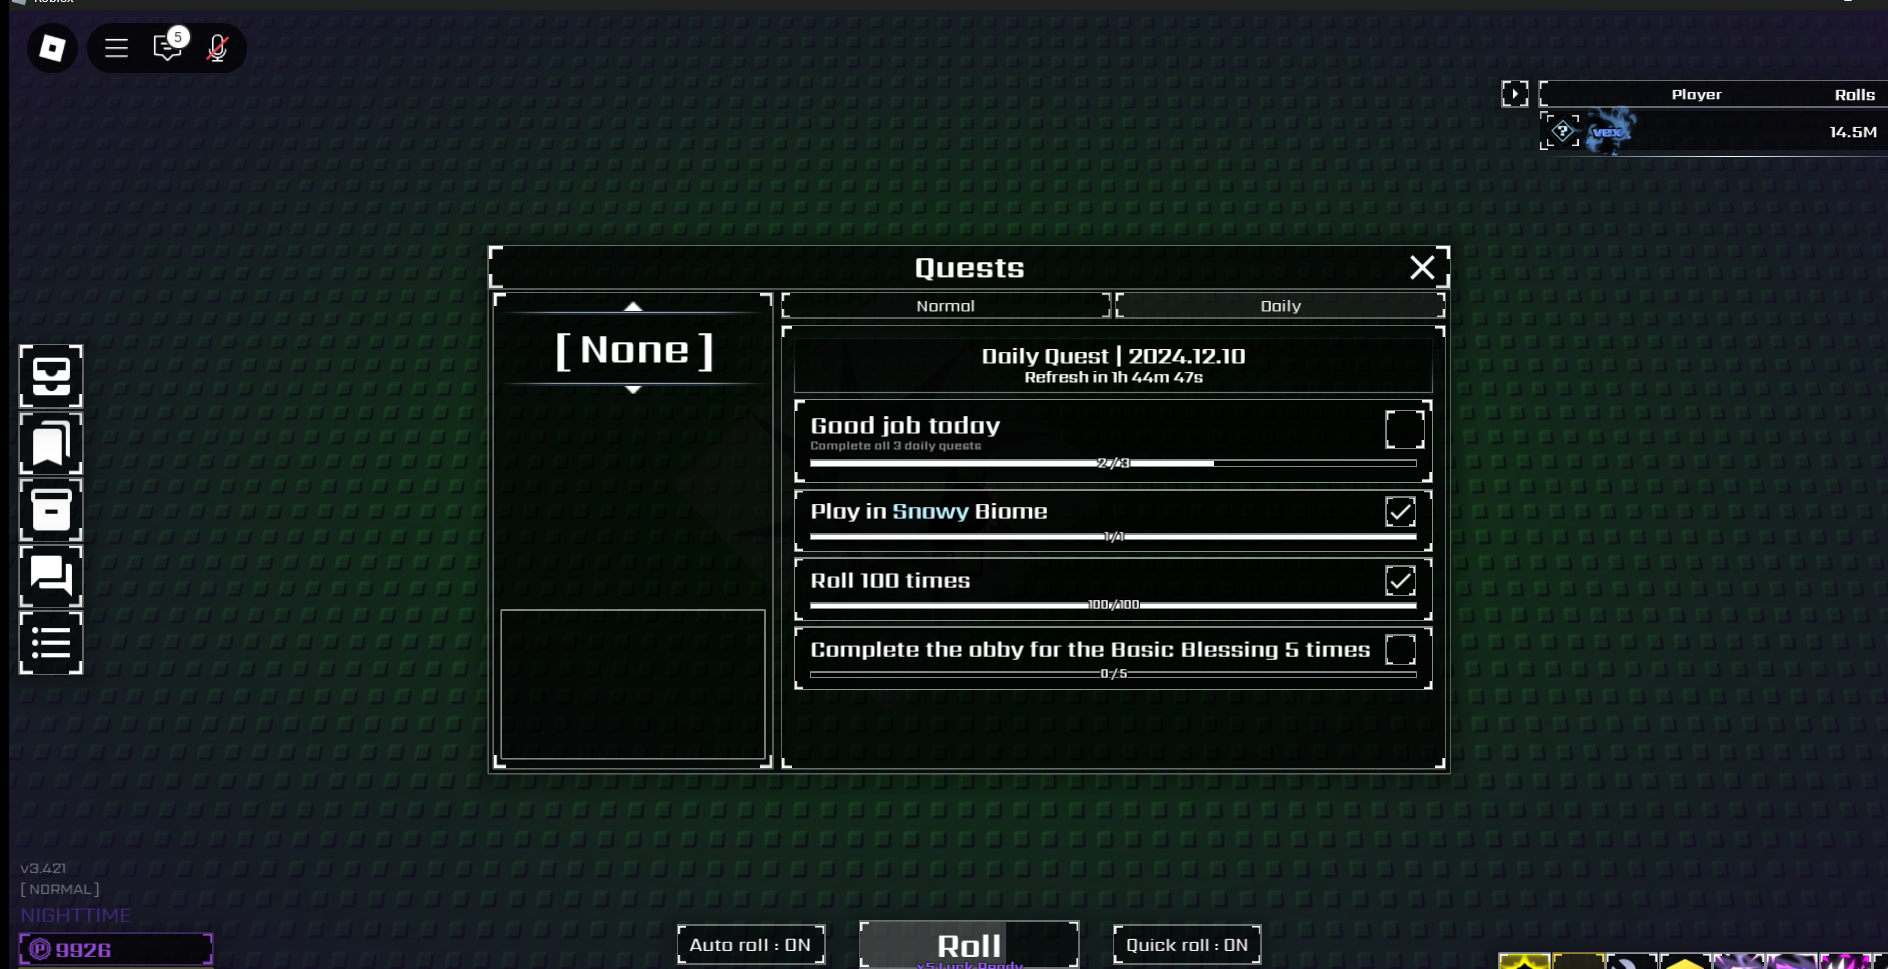 Roblox
5
Player Rolls
? vex 14.5M
Quests
[ None ]
Normal
Daily
Daily Quest | 2024.12.10
Refresh in 1h 44m 47s
Good job today
Complete all 3 daily quests
2/3
Play in Snowy Biome
1/1
Roll 100 times
100/100
Complete the obby for the Basic Blessing 5 times
0/5
v3.421
[ NORMAL ]
NIGHTTIME
P 9926
Auto roll : ON
Roll
x5 Luck Ready
Quick roll : ON